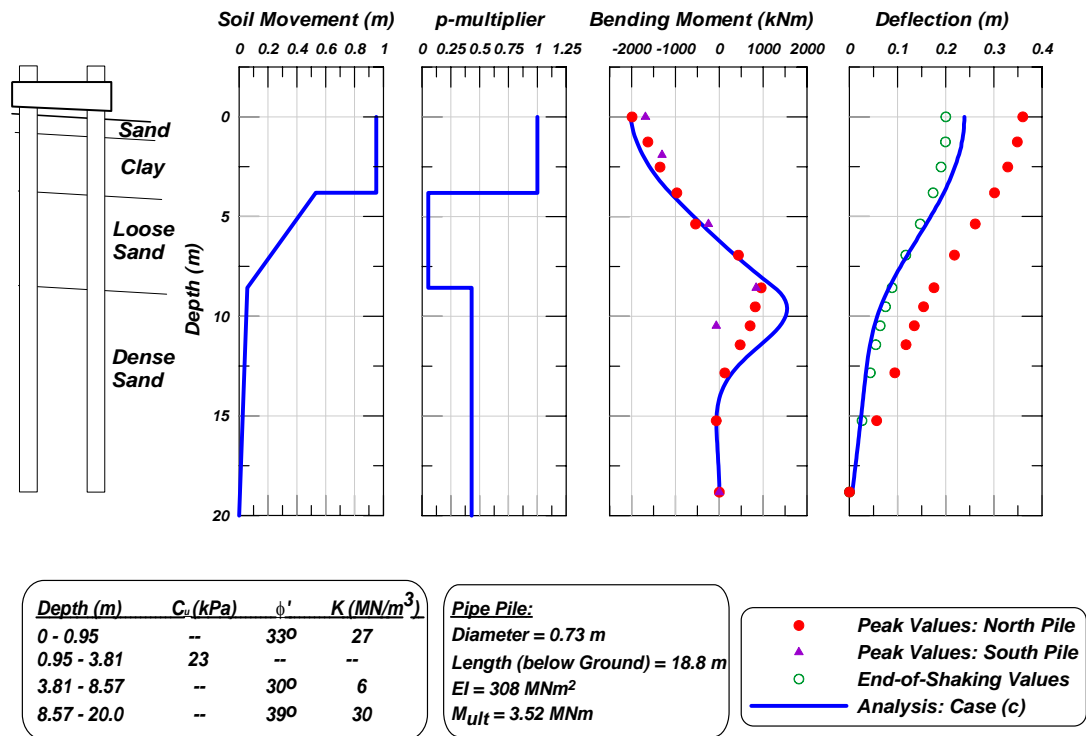 Soil Movement (m) p-multiplier Bending Moment (kNm) Deflection (m)
0 0.2 0.4 0.6 0.8 1 0 0.25 0.5 0.75 1 1.25 -2000 -1000 0 1000 2000 0 0.1 0.2 0.3 0.4
0
Sand
Clay
5
Loose
Sand
Depth (m)
10
Dense
Sand
15
20
Depth (m) Cu (kPa) ϕ' K (MN/m³)
0 - 0.95 -- 33º 27
0.95 - 3.81 23 -- --
3.81 - 8.57 -- 30º 6
8.57 - 20.0 -- 39º 30
Pipe Pile:
Diameter = 0.73 m
Length (below Ground) = 18.8 m
EI = 308 MNm²
Mult = 3.52 MNm
Peak Values: North Pile
Peak Values: South Pile
End-of-Shaking Values
Analysis: Case (c)